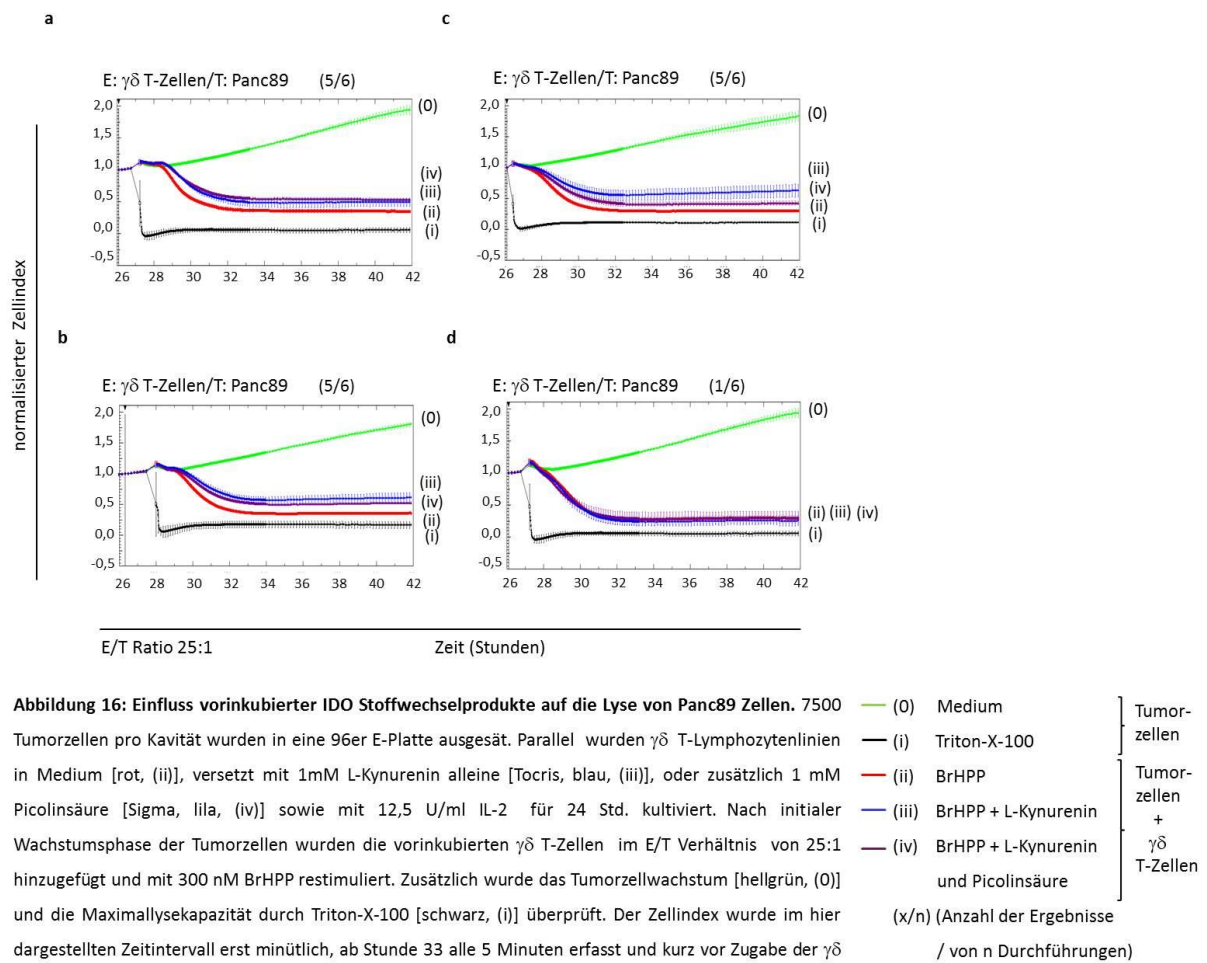 a
E: γδ T-Zellen/T: Panc89 (5/6)
2,0
1,5
1,0
0,5
0,0
-0,5
26 28 30 32 34 36 38 40 42
(0)
(iv)
(iii)
(ii)
(i)
c
E: γδ T-Zellen/T: Panc89 (5/6)
2,0
1,5
1,0
0,5
0,0
-0,5
26 28 30 32 34 36 38 40 42
(0)
(iii)
(iv)
(ii)
(i)
normalisierter Zellindex
b
E: γδ T-Zellen/T: Panc89 (5/6)
2,0
1,5
1,0
0,5
0,0
-0,5
26 28 30 32 34 36 38 40 42
(0)
(iii)
(iv)
(ii)
(i)
d
E: γδ T-Zellen/T: Panc89 (1/6)
2,0
1,5
1,0
0,5
0,0
-0,5
26 28 30 32 34 36 38 40 42
(0)
(ii) (iii) (iv)
(i)
E/T Ratio 25:1 Zeit (Stunden)
Abbildung 16: Einfluss vorinkubierter IDO Stoffwechselprodukte auf die Lyse von Panc89 Zellen. 7500
Tumorzellen pro Kavität wurden in eine 96er E-Platte ausgesät. Parallel wurden γδ T-Lymphozytenlinien
in Medium [rot, (ii)], versetzt mit 1mM L-Kynurenin alleine [Tocris, blau, (iii)], oder zusätzlich 1 mM
Picolinsäure [Sigma, lila, (iv)] sowie mit 12,5 U/ml IL-2 für 24 Std. kultiviert. Nach initialer
Wachstumsphase der Tumorzellen wurden die vorinkubierten γδ T-Zellen im E/T Verhältnis von 25:1
hinzugefügt und mit 300 nM BrHPP restimuliert. Zusätzlich wurde das Tumorzellwachstum [hellgrün, (0)]
und die Maximallysekapazität durch Triton-X-100 [schwarz, (i)] überprüft. Der Zellindex wurde im hier
dargestellten Zeitintervall erst minütlich, ab Stunde 33 alle 5 Minuten erfasst und kurz vor Zugabe der γδ
(0) Medium
(i) Triton-X-100
Tumor-
zellen
(ii) BrHPP
(iii) BrHPP + L-Kynurenin
(iv) BrHPP + L-Kynurenin
und Picolinsäure
Tumor-
zellen
+
γδ
T-Zellen
(x/n) (Anzahl der Ergebnisse
/ von n Durchführungen)